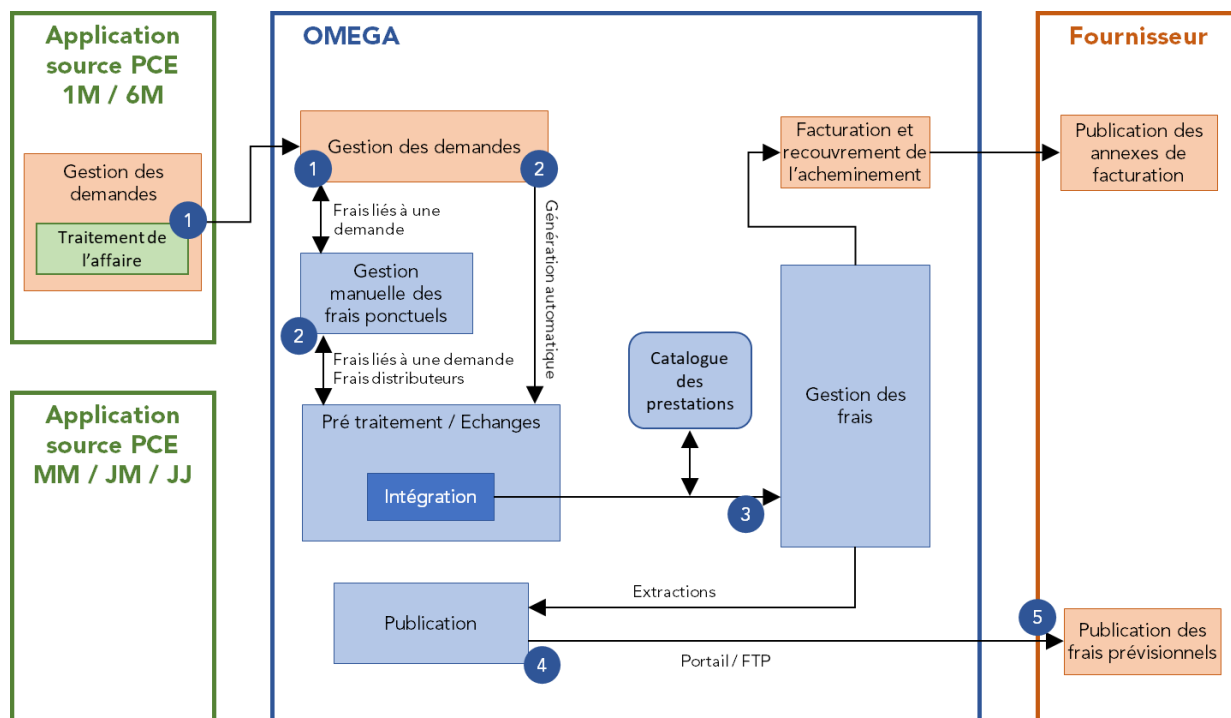 Application
source PCE
1M / 6M
Gestion des
demandes
1
Traitement de
l'affaire
Application
source PCE
MM / JM / JJ
OMEGA
Gestion des demandes
1
2
Frais liés à une
demande
Génération automatique
Gestion
manuelle des
frais ponctuels
2
Frais liés à une demande
Frais distributeurs
Pré traitement / Echanges
Intégration
Catalogue
des
prestations
3
Facturation et
recouvrement de
l'acheminement
Gestion des
frais
Extractions
Publication
4
Portail / FTP
Fournisseur
Publication des
annexes de
facturation
5
Publication des
frais prévisionnels